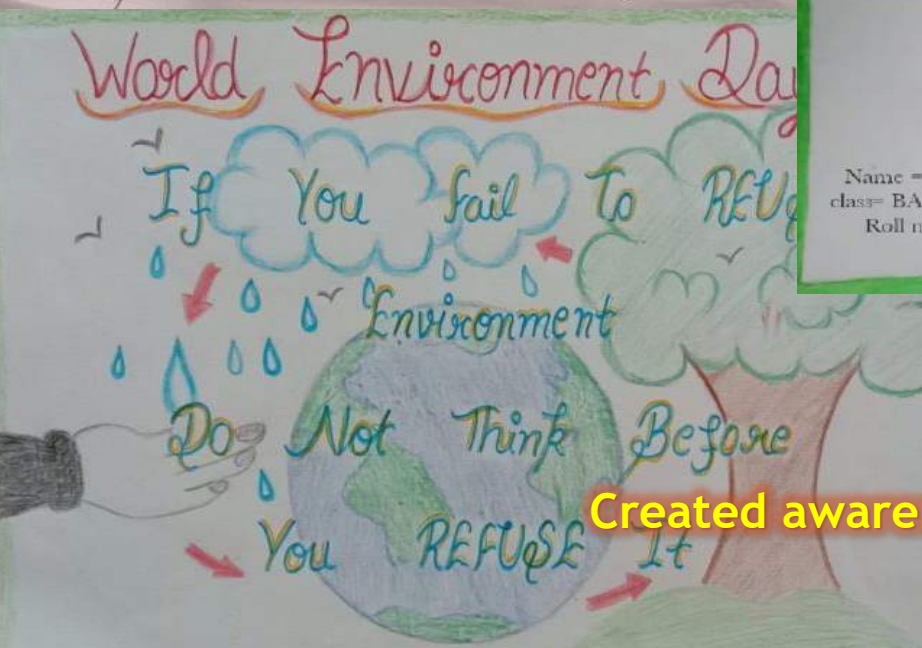 World Environment Day
If You fail To
Environment
Do Not Think Before
You REFUSE It
Name =
class= BA
Roll
Created aware